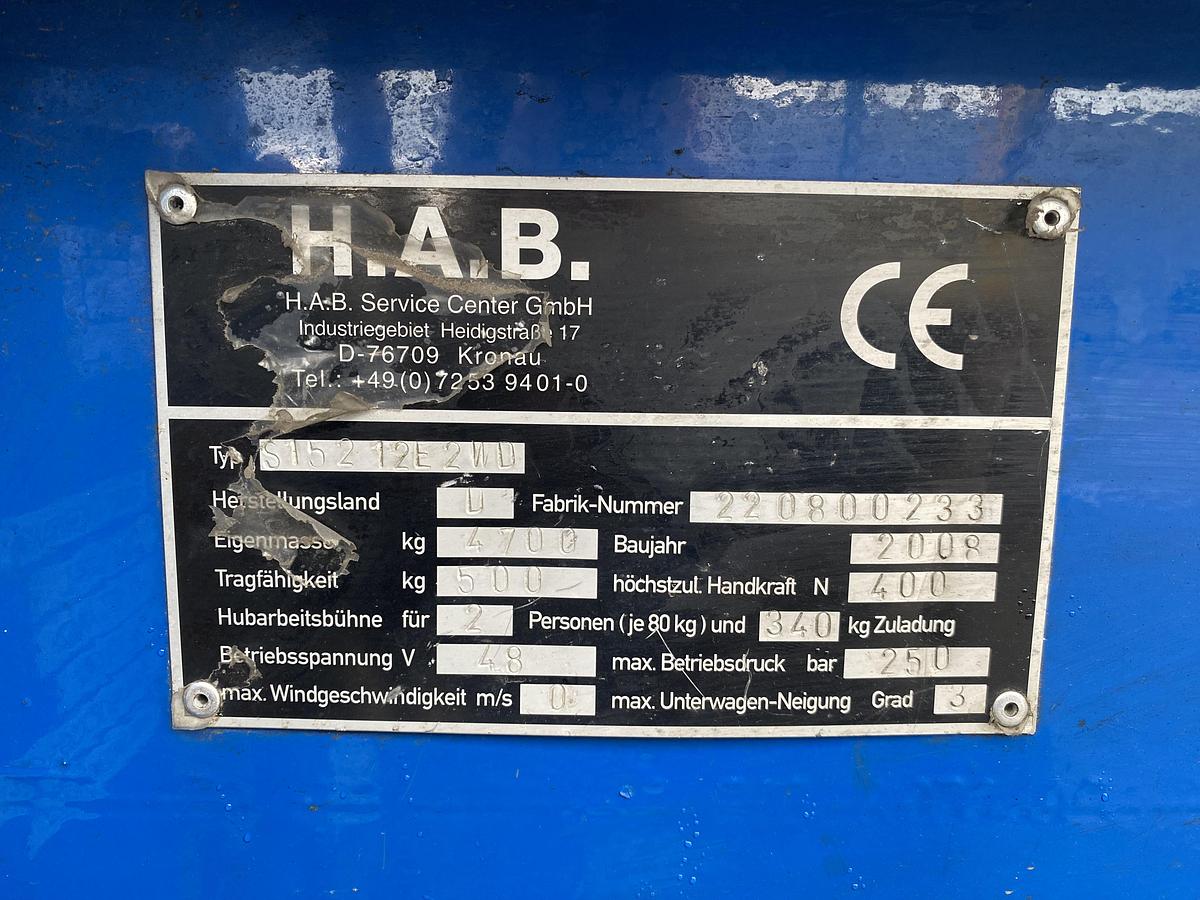 H.A.B.
CE
H.A.B. Service Center GmbH
Industriegebiet Heidigstraße 17
D-76709 Kronau
Tel.: +49 (0) 7253 9401-0
Typ S152 12E 2WD
Herstellungsland D Fabrik-Nummer 220800233
Eigenmasse kg 4700 Baujahr 2008
Tragfähigkeit kg 500 höchstzul. Handkraft N 400
Hubarbeitsbühne für 2 Personen (je 80 kg) und 340 kg Zuladung
Betriebsspannung V 48 max. Betriebsdruck bar 250
max. Windgeschwindigkeit m/s 0 max. Unterwagen-Neigung Grad 3